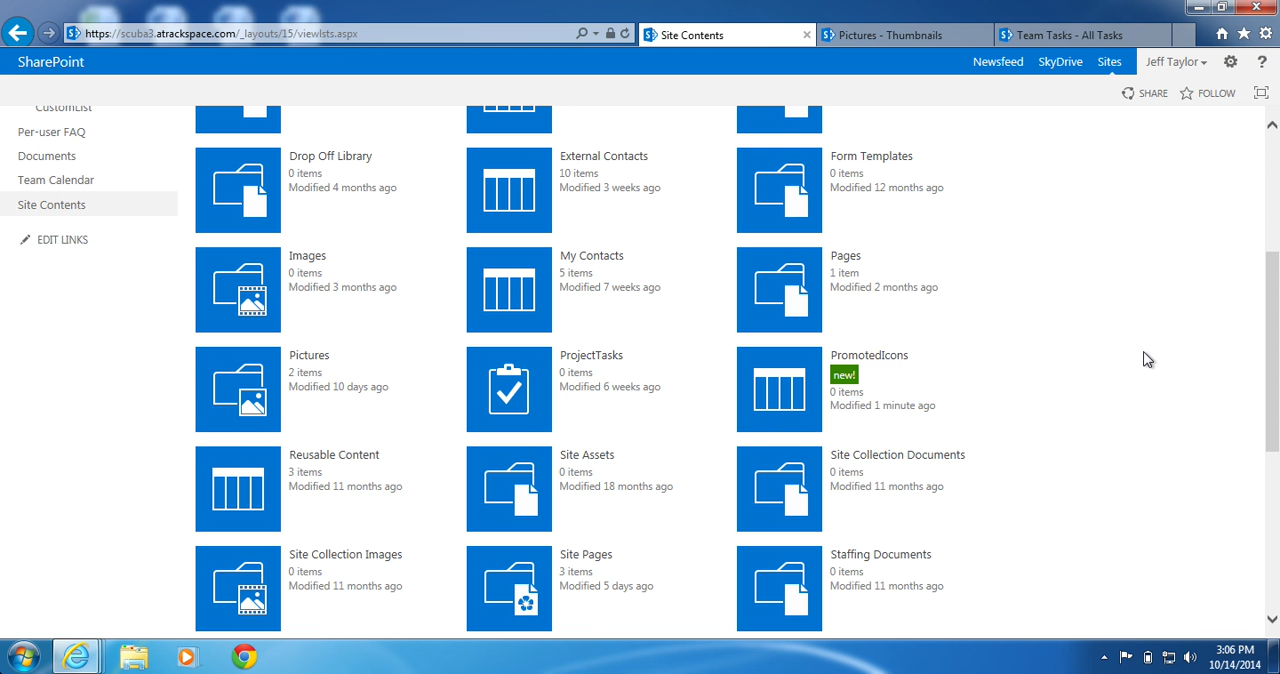 https://scuba3.atrackspace.com/_layouts/15/viewlsts.aspx
Site Contents
Pictures - Thumbnails
Team Tasks - All Tasks
SharePoint
Newsfeed
SkyDrive
Sites
Jeff Taylor
?
SHARE
FOLLOW
CustomList
Per-user FAQ
Documents
Team Calendar
Site Contents
EDIT LINKS
Drop Off Library
0 items
Modified 4 months ago
External Contacts
10 items
Modified 3 weeks ago
Form Templates
0 items
Modified 12 months ago
Images
0 items
Modified 3 months ago
My Contacts
5 items
Modified 7 weeks ago
Pages
1 item
Modified 2 months ago
Pictures
2 items
Modified 10 days ago
ProjectTasks
0 items
Modified 6 weeks ago
PromotedIcons
new!
0 items
Modified 1 minute ago
Reusable Content
3 items
Modified 11 months ago
Site Assets
0 items
Modified 18 months ago
Site Collection Documents
0 items
Modified 11 months ago
Site Collection Images
0 items
Modified 11 months ago
Site Pages
3 items
Modified 5 days ago
Staffing Documents
0 items
Modified 11 months ago
3:06 PM
10/14/2014